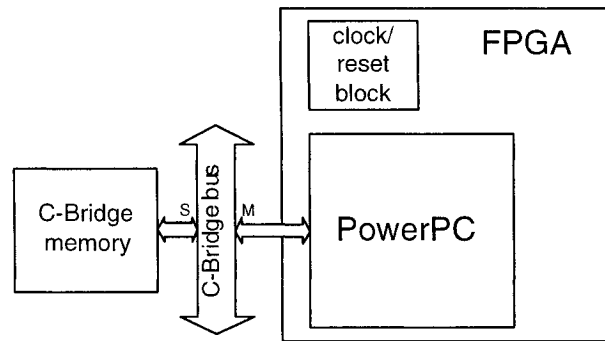 clock/
reset
block
FPGA
C-Bridge
memory
S
C-Bridge bus
M
PowerPC